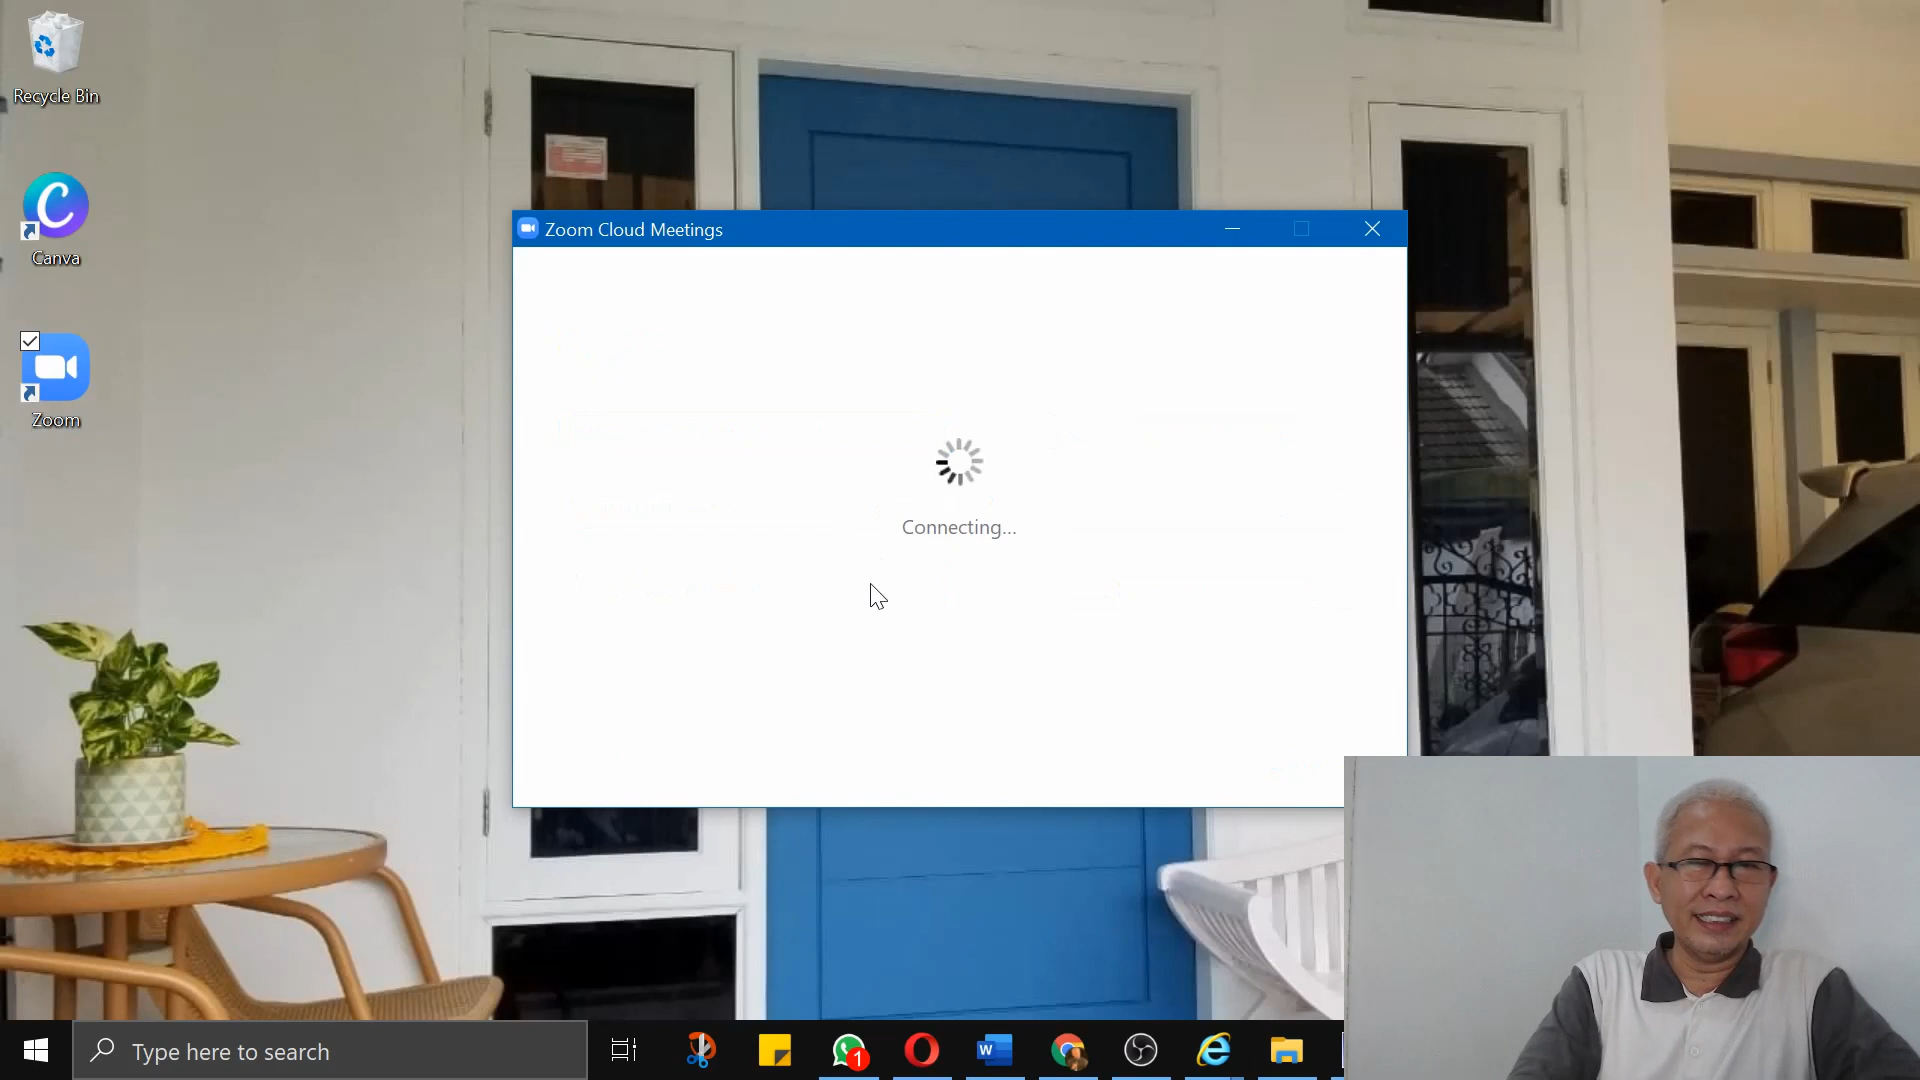 Recycle Bin
Canva
Zoom
Zoom Cloud Meetings
Connecting...
Type here to search
W
1